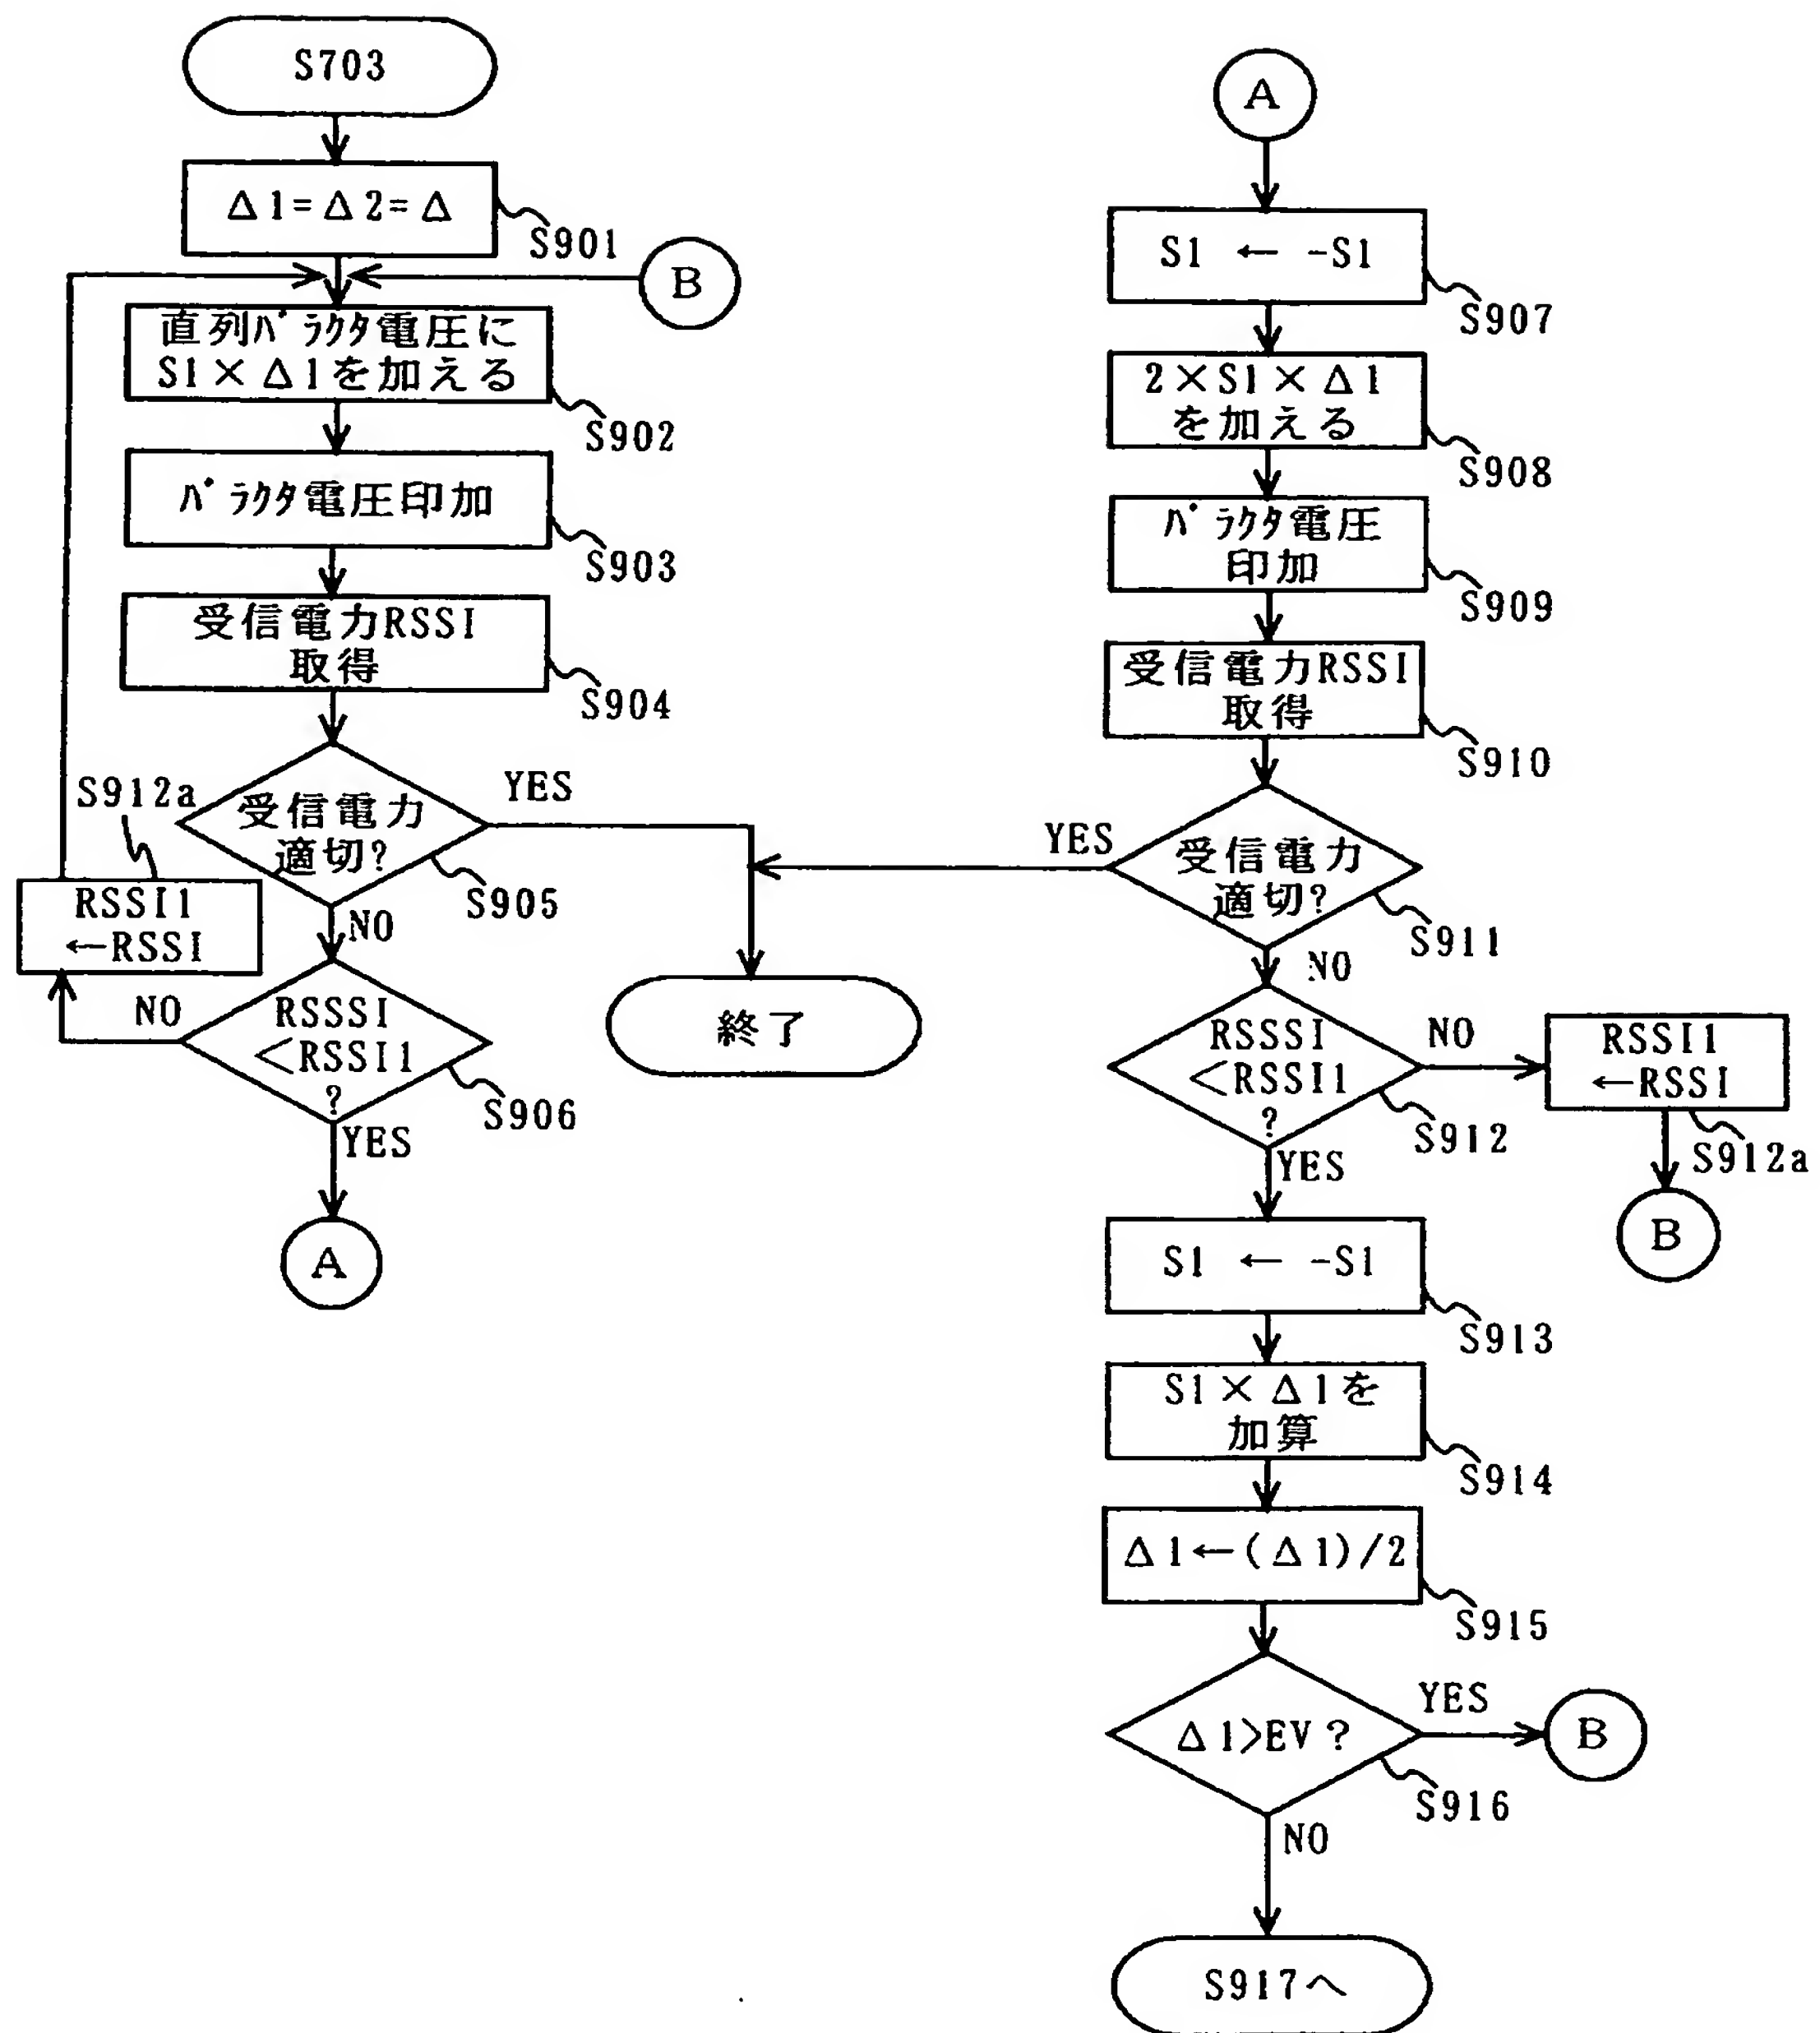 S703
Δ1=Δ2=Δ
S901
B
直列バラクタ電圧に
S1×Δ1を加える
S902
バラクタ電圧印加
S903
受信電力RSSI
取得
S904
S912a
受信電力
適切?
YES
S905
RSSI1
←RSSI
NO
NO
RSSSI
<RSSI1
?
S906
YES
A
終了
A
S1 ← -S1
S907
2×S1×Δ1
を加える
S908
バラクタ電圧
印加
S909
受信電力RSSI
取得
S910
YES
受信電力
適切?
S911
NO
RSSSI
<RSSI1
?
NO
S912
RSSI1
←RSSI
S912a
B
YES
S1 ← -S1
S913
S1×Δ1を
加算
S914
Δ1←(Δ1)/2
S915
Δ1>EV?
YES
B
S916
NO
S917へ